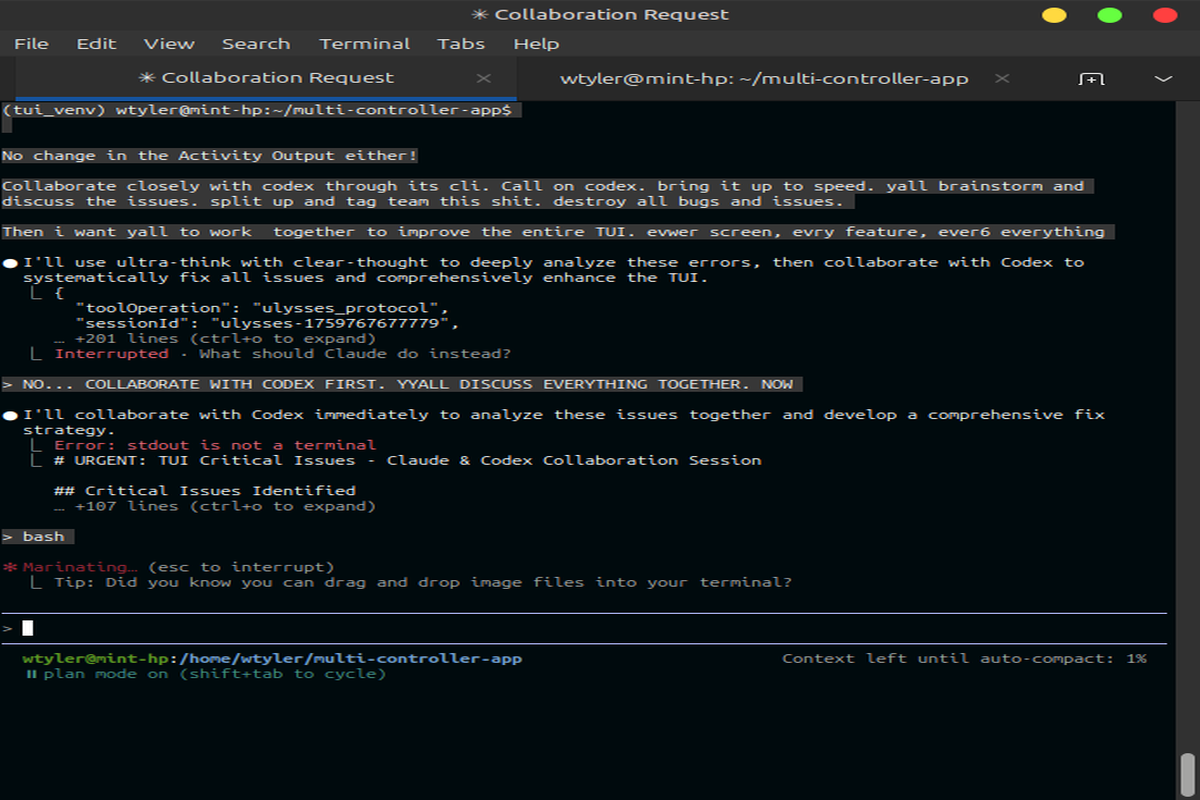 ✳ Collaboration Request
File Edit View Search Terminal Tabs Help
✳ Collaboration Request × wtyler@mint-hp: ~/multi-controller-app ×
(tui_venv) wtyler@mint-hp:~/multi-controller-app$
No change in the Activity Output either!
Collaborate closely with codex through its cli. Call on codex. bring it up to speed. yall brainstorm and
discuss the issues. split up and tag team this shit. destroy all bugs and issues.
Then i want yall to work  together to improve the entire TUI. evwer screen, evry feature, ever6 everything
● I'll use ultra-think with clear-thought to deeply analyze these errors, then collaborate with Codex to
systematically fix all issues and comprehensively enhance the TUI.
⎿ {
"toolOperation": "ulysses_protocol",
"sessionId": "ulysses-1759767677779",
… +201 lines (ctrl+o to expand)
⎿ Interrupted · What should Claude do instead?
> NO... COLLABORATE WITH CODEX FIRST. YYALL DISCUSS EVERYTHING TOGETHER. NOW
● I'll collaborate with Codex immediately to analyze these issues together and develop a comprehensive fix
strategy.
⎿ Error: stdout is not a terminal
⎿ # URGENT: TUI Critical Issues - Claude & Codex Collaboration Session
## Critical Issues Identified
… +107 lines (ctrl+o to expand)
> bash
✻ Marinating… (esc to interrupt)
⎿ Tip: Did you know you can drag and drop image files into your terminal?
>
wtyler@mint-hp:/home/wtyler/multi-controller-app Context left until auto-compact: 1%
⏸ plan mode on (shift+tab to cycle)